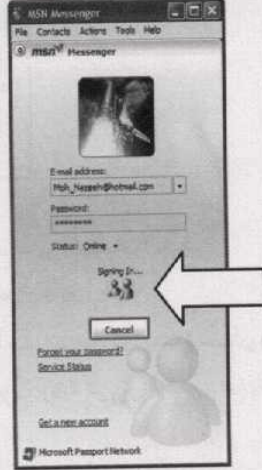 MSN Messenger
File Contacts Actions Tools Help
msn Messenger
E-mail address:
Moh_Nazeeh@hotmail.com
Password:
********
Status: Online
Signing In...
Cancel
Forgot your password?
Service Status
Get a new account
Microsoft Passport Network